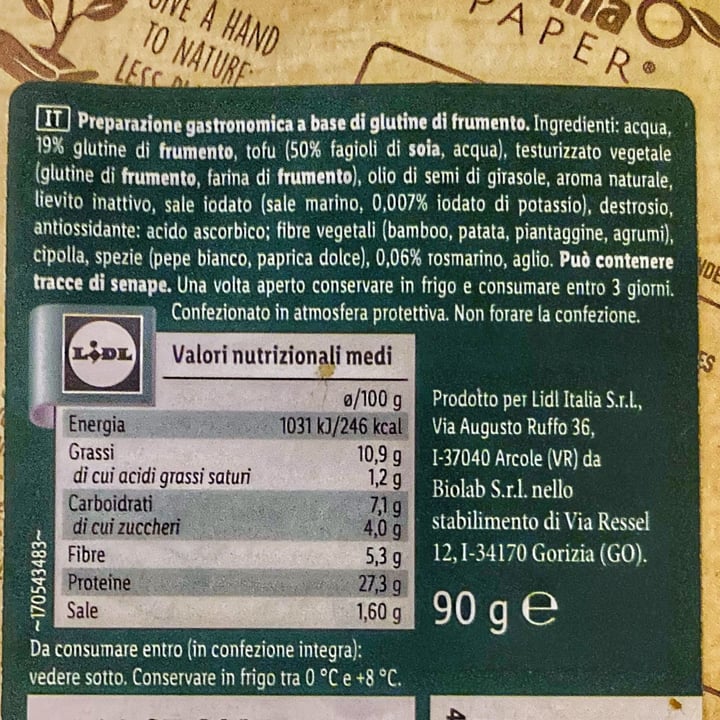 GIVE A HAND
TO NATURE:
LESS
PAPER®
IT Preparazione gastronomica a base di glutine di frumento. Ingredienti: acqua,
19% glutine di frumento, tofu (50% fagioli di soia, acqua), testurizzato vegetale
(glutine di frumento, farina di frumento), olio di semi di girasole, aroma naturale,
lievito inattivo, sale iodato (sale marino, 0,007% iodato di potassio), destrosio,
antiossidante: acido ascorbico; fibre vegetali (bamboo, patata, piantaggine, agrumi),
cipolla, spezie (pepe bianco, paprica dolce), 0,06% rosmarino, aglio. Può contenere
tracce di senape. Una volta aperto conservare in frigo e consumare entro 3 giorni.
Confezionato in atmosfera protettiva. Non forare la confezione.
LIDL
Valori nutrizionali medi
ø/100 g
Energia 1031 kJ/246 kcal
Grassi 10,9 g
di cui acidi grassi saturi 1,2 g
Carboidrati 7,1 g
di cui zuccheri 4,0 g
Fibre 5,3 g
Proteine 27,3 g
Sale 1,60 g
~170543483~
Prodotto per Lidl Italia S.r.l.,
Via Augusto Ruffo 36,
I-37040 Arcole (VR) da
Biolab S.r.l. nello
stabilimento di Via Ressel
12, I-34170 Gorizia (GO).
90 g e
Da consumare entro (in confezione integra):
vedere sotto. Conservare in frigo tra 0 °C e +8 °C.
4